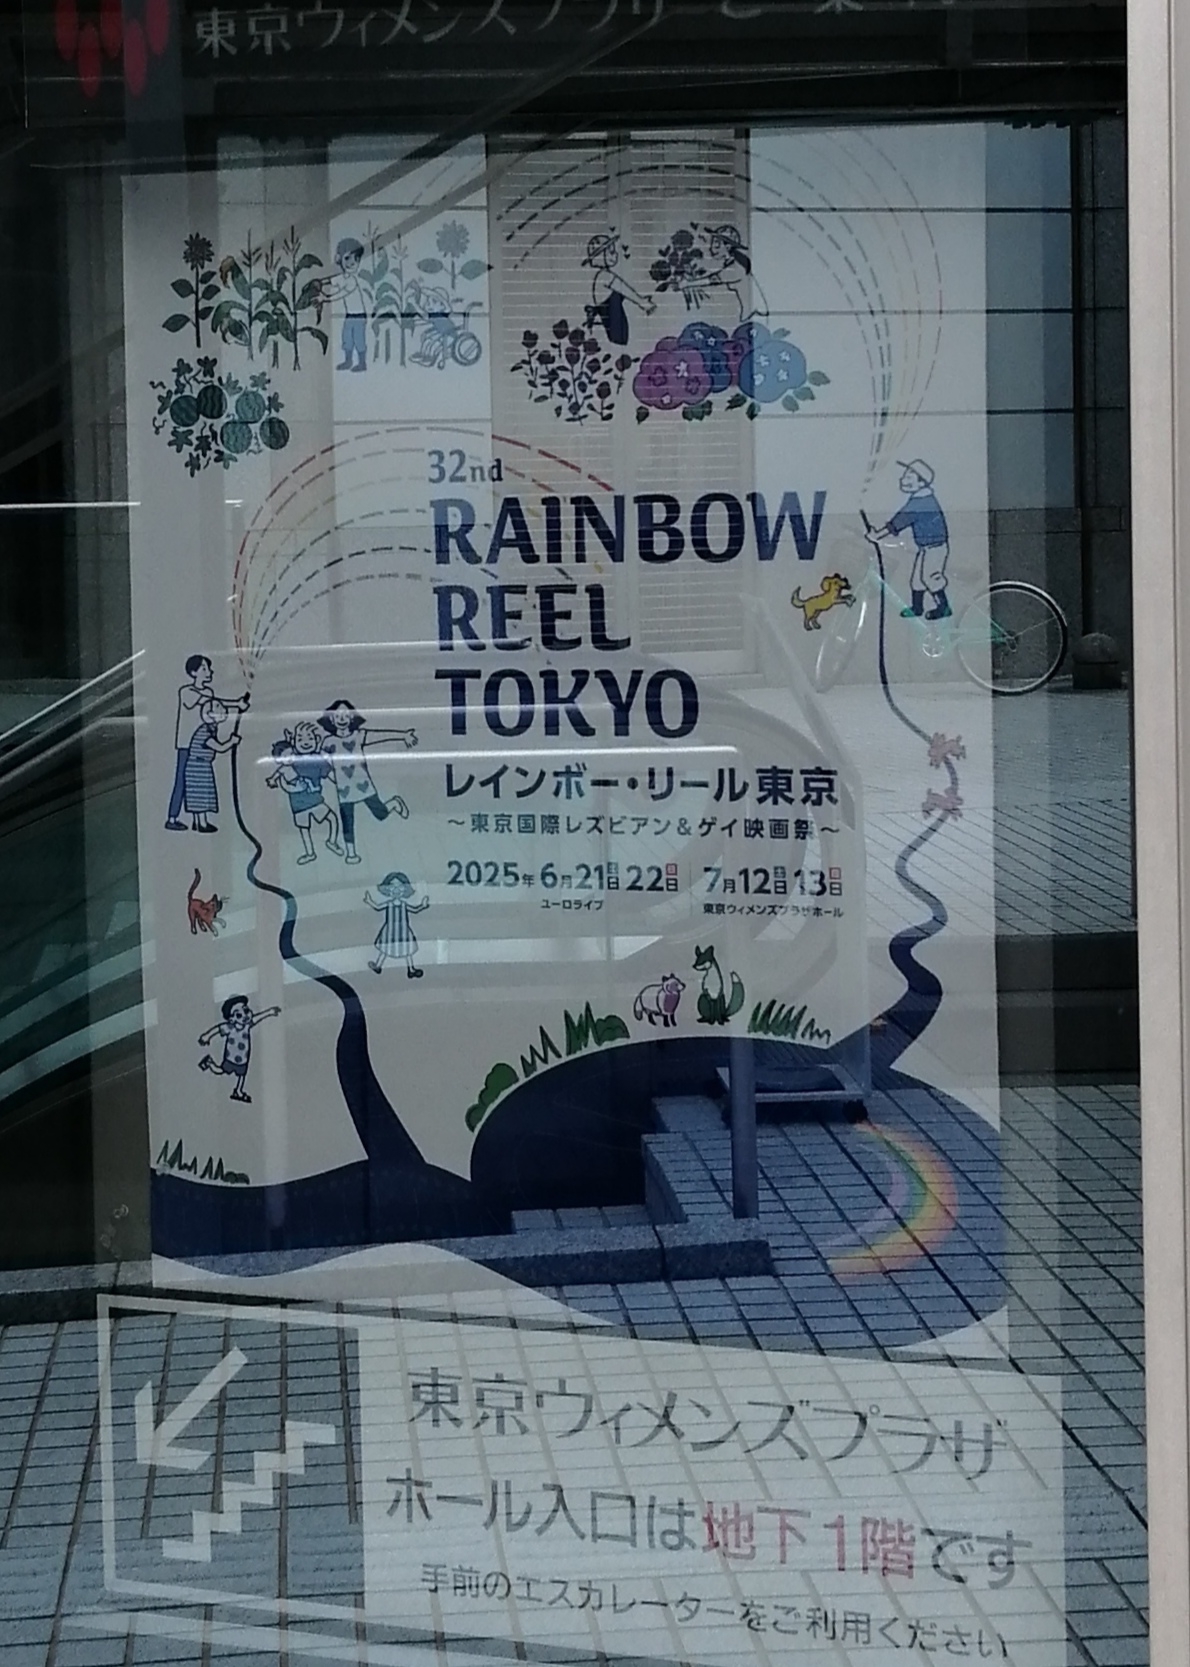 東京ウィメンズプラザ
32nd
RAINBOW
REEL
TOKYO
レインボー・リール東京
～東京国際レズビアン&ゲイ映画祭～
2025年6月21土日22日日 7月12土日13日日
ユーロライブ 東京ウィメンズプラザホール
東京ウィメンズプラザ
ホール入口は地下1階です
手前のエスカレーターをご利用ください